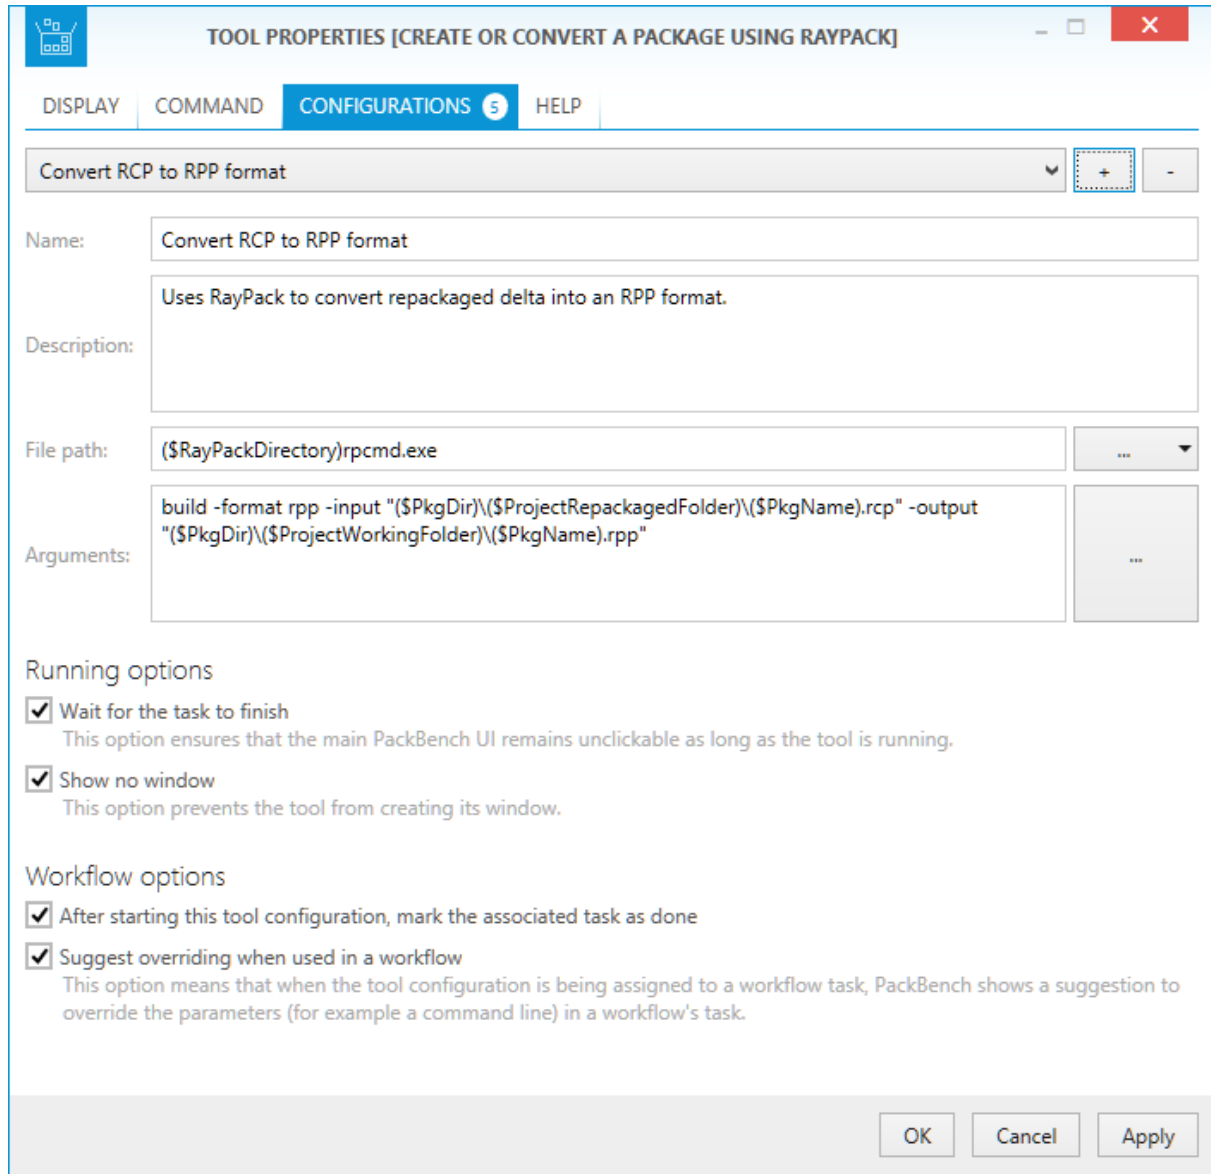 TOOL PROPERTIES [CREATE OR CONVERT A PACKAGE USING RAYPACK]
DISPLAY COMMAND CONFIGURATIONS 5 HELP
Convert RCP to RPP format + -
Name: Convert RCP to RPP format
Uses RayPack to convert repackaged delta into an RPP format.
Description:
File path: ($RayPackDirectory)rpcmd.exe ...
build -format rpp -input "($PkgDir)\($ProjectRepackagedFolder)\($PkgName).rcp" -output
"($PkgDir)\($ProjectWorkingFolder)\($PkgName).rpp"
Arguments: ...
Running options
Wait for the task to finish
This option ensures that the main PackBench UI remains unclickable as long as the tool is running.
Show no window
This option prevents the tool from creating its window.
Workflow options
After starting this tool configuration, mark the associated task as done
Suggest overriding when used in a workflow
This option means that when the tool configuration is being assigned to a workflow task, PackBench shows a suggestion to
override the parameters (for example a command line) in a workflow's task.
OK Cancel Apply